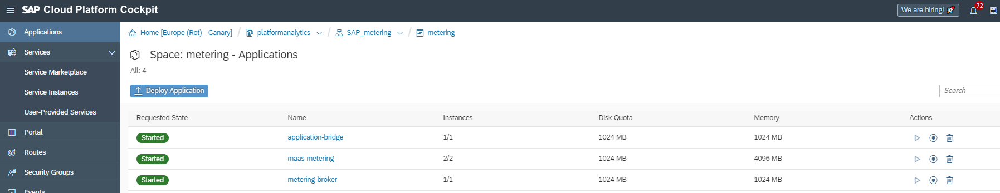 SAP Cloud Platform Cockpit
We are hiring!
72
Applications
Services
Service Marketplace
Service Instances
User-Provided Services
Portal
Routes
Security Groups
Events
Home [Europe (Rot) - Canary] / platformanalytics / SAP_metering / metering
Space: metering - Applications
All: 4
Deploy Application
Search
Requested State Name Instances Disk Quota Memory Actions
Started application-bridge 1/1 1024 MB 1024 MB
Started maas-metering 2/2 1024 MB 4096 MB
Started metering-broker 1/1 1024 MB 1024 MB